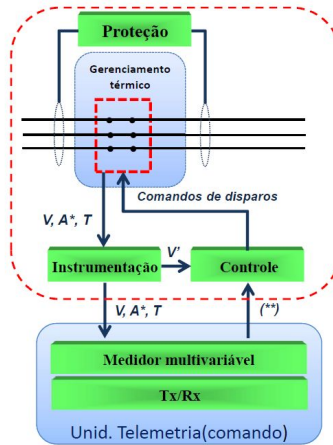 Proteção
Gerenciamento
térmico
Comandos de disparos
V, A*, T
Instrumentação
V'
Controle
V, A*, T
(**)
Medidor multivariável
Tx/Rx
Unid. Telemetria(comando)